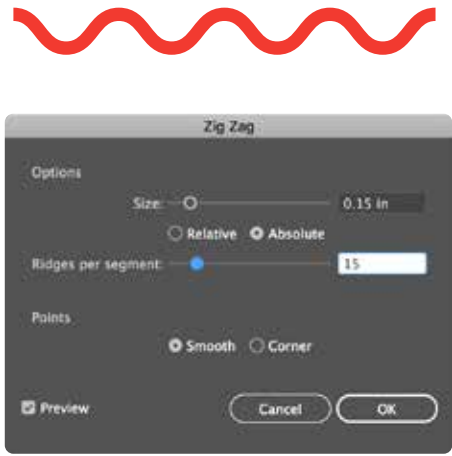 Zig Zag
Options
Size: 0.15 in
Relative Absolute
Ridges per segment: 15
Points
Smooth Corner
Preview Cancel OK